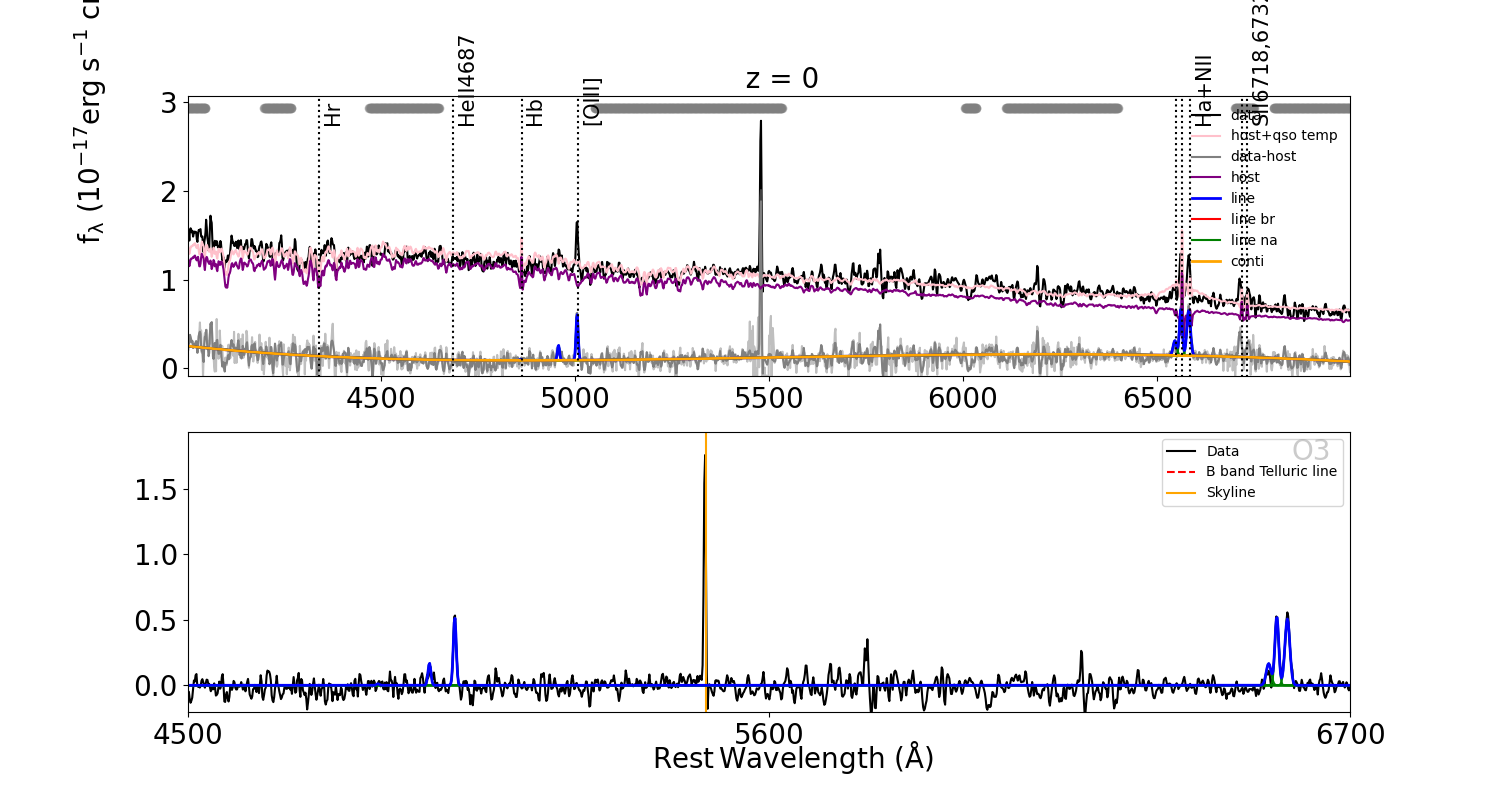 z = 0
f_λ (10^−17 erg s^−1
3
2
1
0
Hr
HeII4687
Hb
[OIII]
Ha+NII
SII6718,673
data
host+qso temp
data-host
host
line
line br
line na
conti
4500 5000 5500 6000 6500
O3
Data
B band Telluric line
Skyline
1.5
1.0
0.5
0.0
4500 5600 6700
Rest Wavelength (Å)